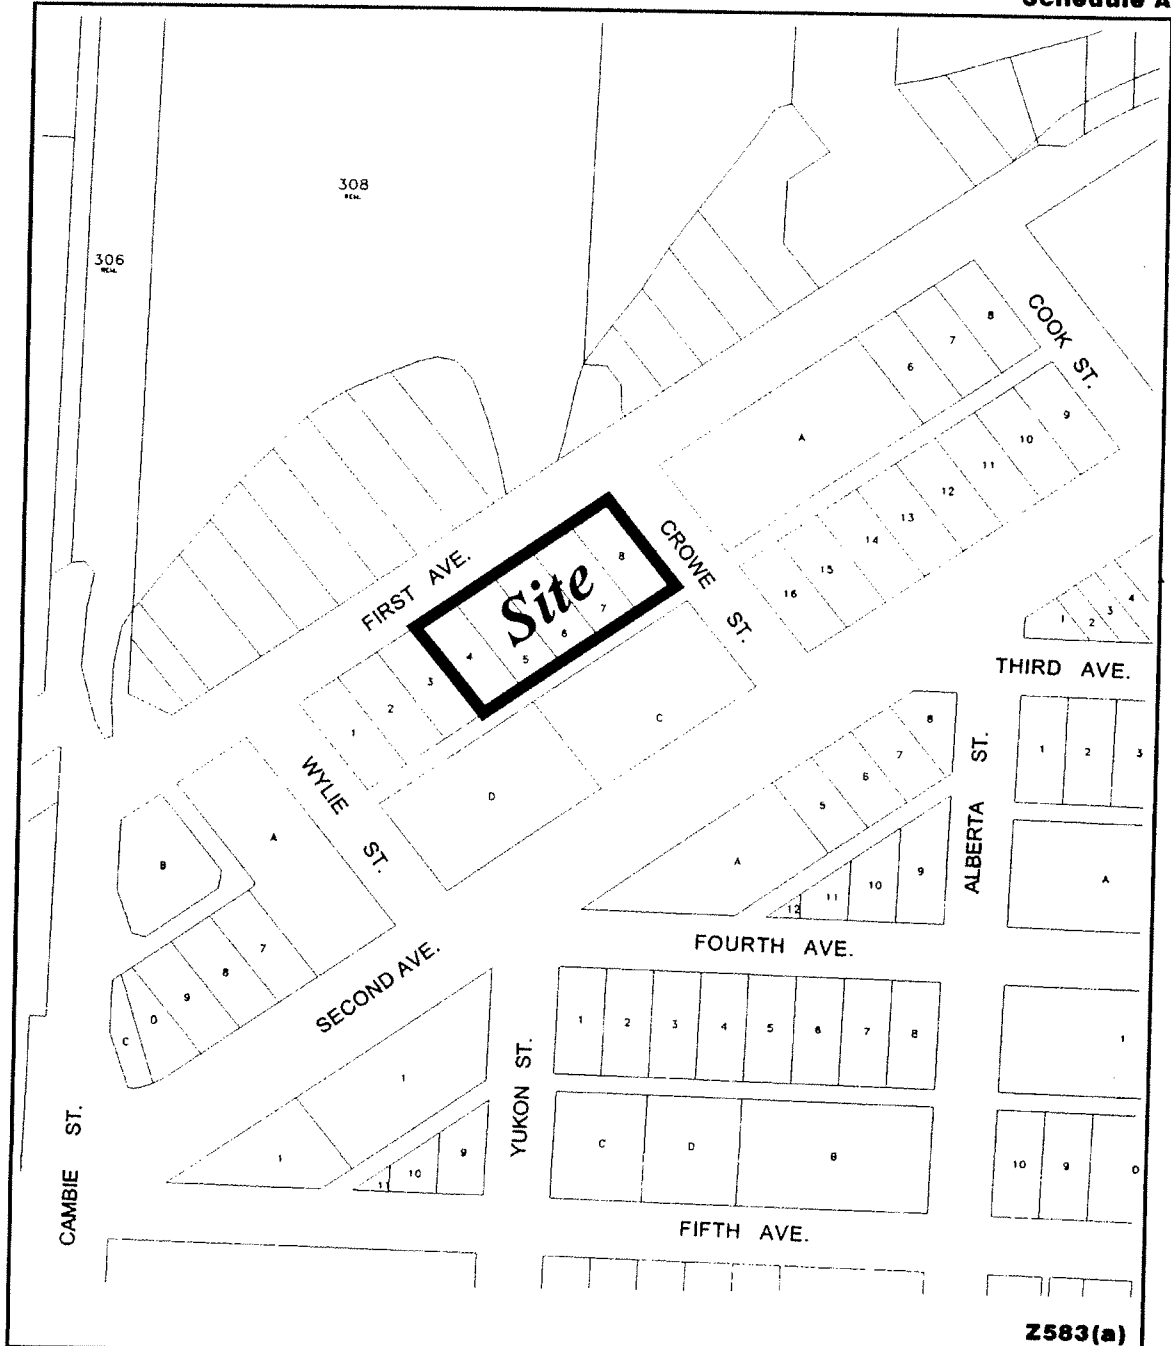 Schedule A
308
REM.
306
REM.
COOK ST.
8
7
6
A
9
10
11
12
13
14
15
16
FIRST AVE.
CROWE ST.
Site
8
7
6
5
4
3
2
1
C
D
WYLIE ST.
A
B
7
8
9
D
C
SECOND AVE.
1
2
3
4
THIRD AVE.
8
7
6
5
A
ALBERTA ST.
1
2
3
A
9
10
11
12
FOURTH AVE.
1
2
3
4
5
6
7
8
1
YUKON ST.
1
1
9
10
11
C
D
B
10
9
D
CAMBIE ST.
FIFTH AVE.
Z583(a)